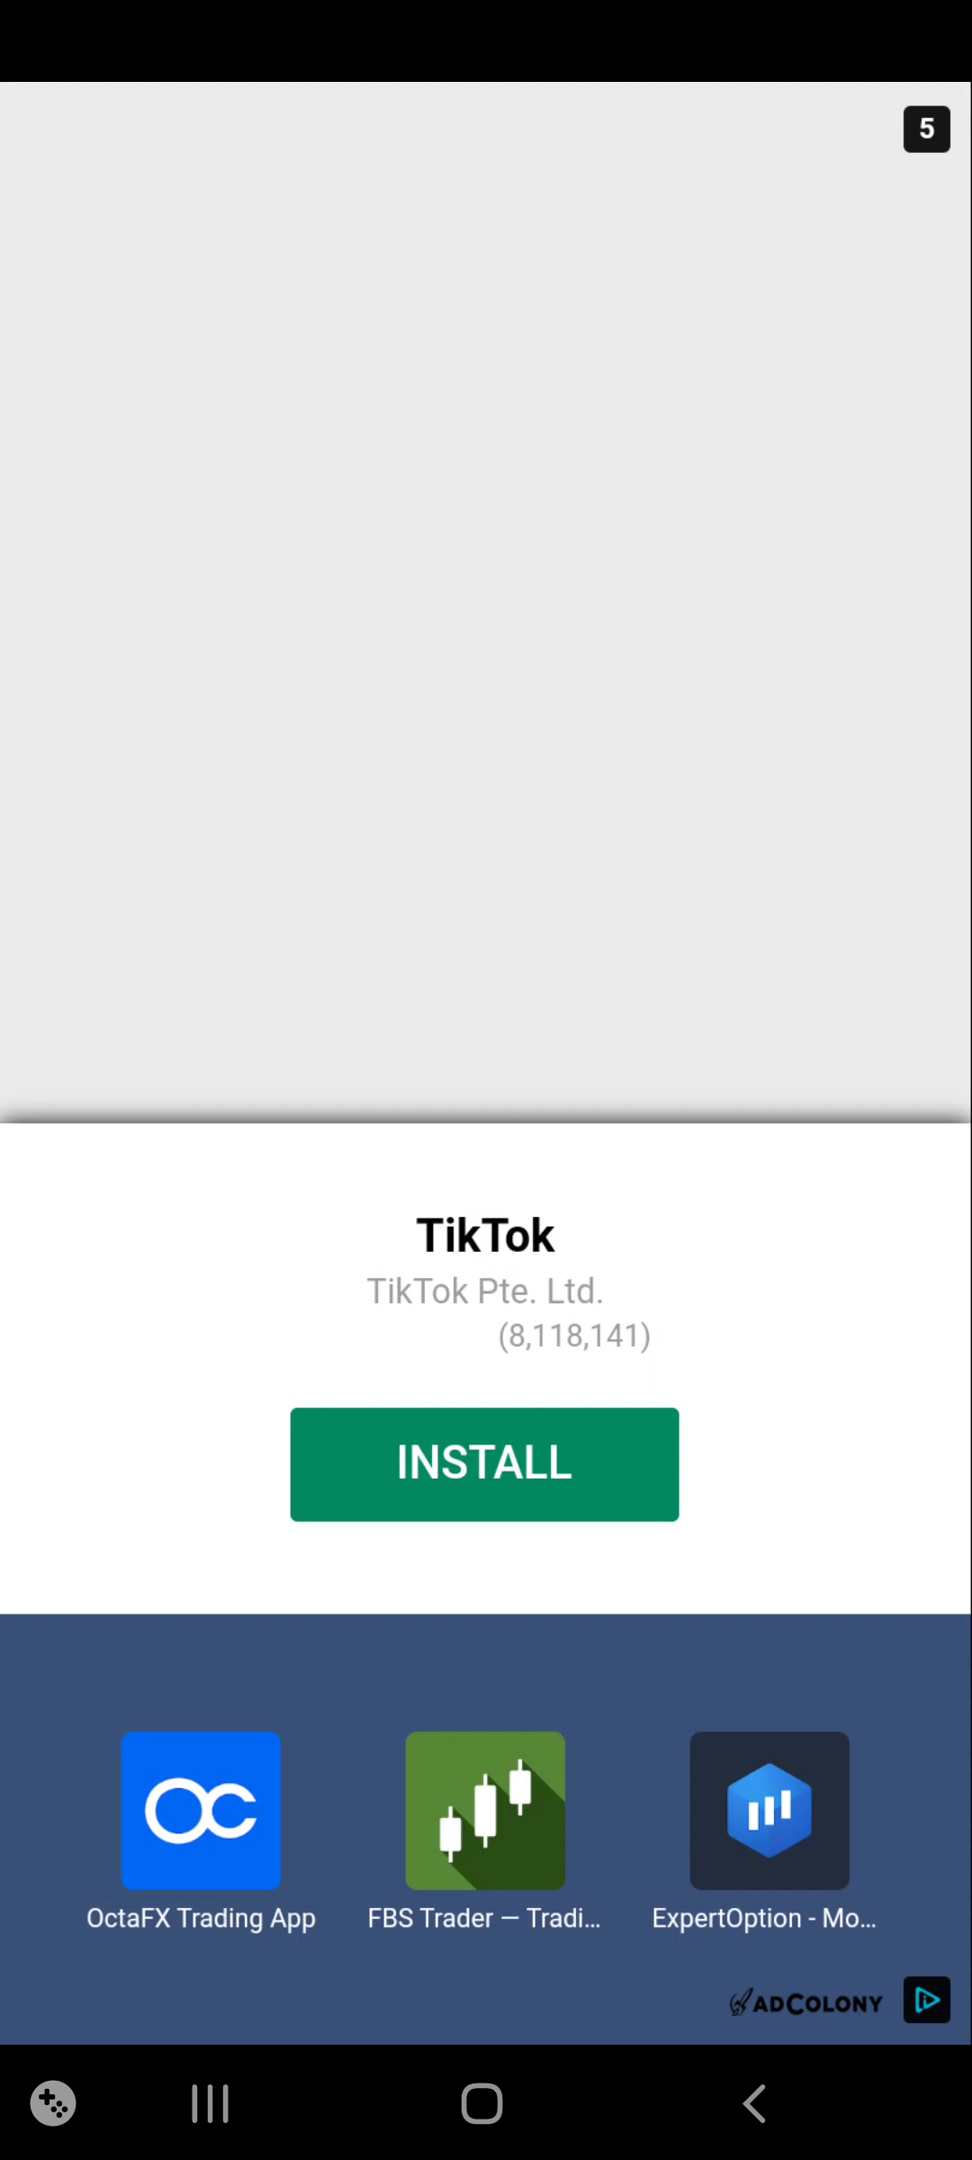 5
TikTok
TikTok Pte. Ltd.
(8,118,141)
INSTALL
OctaFX Trading App
FBS Trader — Tradi...
ExpertOption - Mo...
ADCOLONY